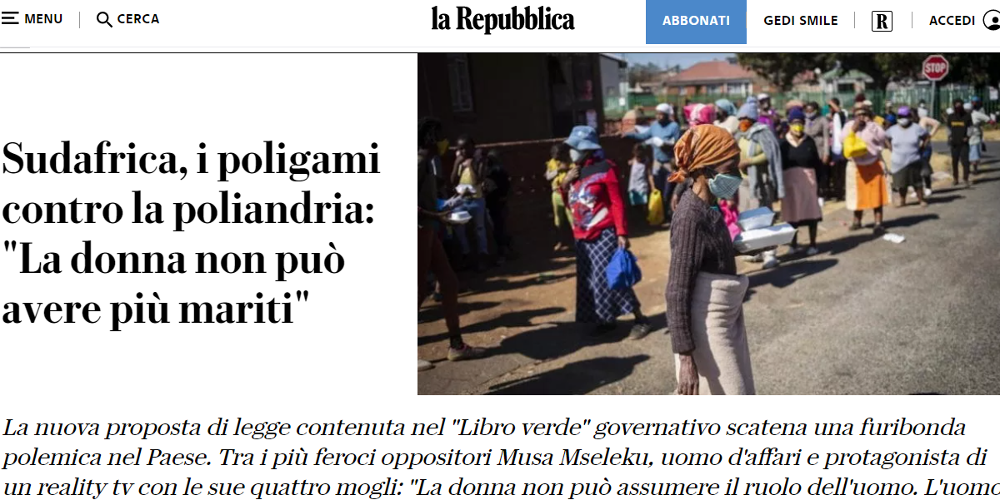 MENU
CERCA
la Repubblica
ABBONATI
GEDI SMILE
R
ACCEDI
Sudafrica, i poligami
contro la poliandria:
"La donna non può
avere più mariti"
STOP
La nuova proposta di legge contenuta nel "Libro verde" governativo scatena una furibonda
polemica nel Paese. Tra i più feroci oppositori Musa Mseleku, uomo d'affari e protagonista di
un reality tv con le sue quattro mogli: "La donna non può assumere il ruolo dell'uomo. L'uomo